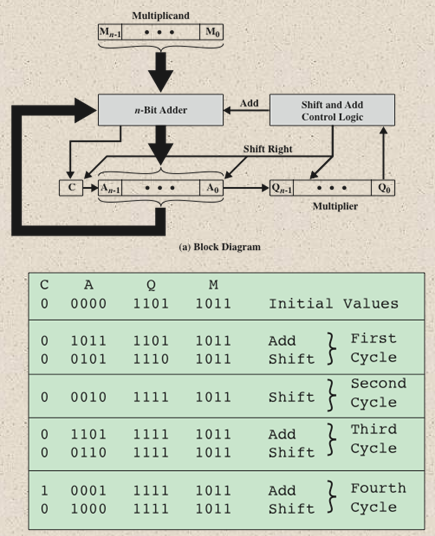 Multiplicand
Mn-1 • • • M0
n-Bit Adder
Add
Shift and Add
Control Logic
Shift Right
C
An-1 • • • A0
Qn-1 • • • Q0
Multiplier
(a) Block Diagram
C A Q M
0 0000 1101 1011 Initial Values
0 1011 1101 1011 Add } First
0 0101 1110 1011 Shift } Cycle
0 0010 1111 1011 Shift } Second
Cycle
0 1101 1111 1011 Add } Third
0 0110 1111 1011 Shift } Cycle
1 0001 1111 1011 Add } Fourth
0 1000 1111 1011 Shift } Cycle